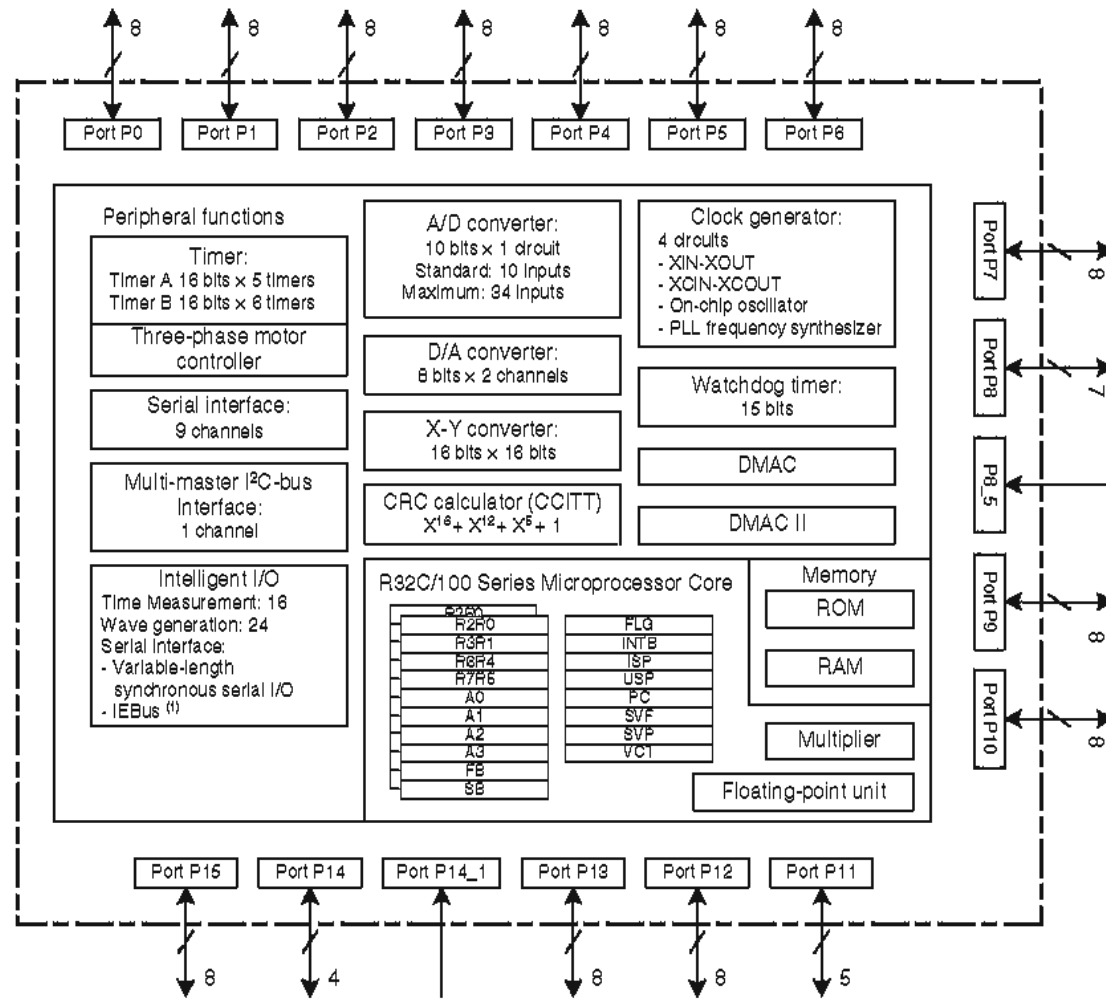 8 8 8 8 8 8 8
Port P0 Port P1 Port P2 Port P3 Port P4 Port P5 Port P6
Peripheral functions
Timer:
Timer A 16 bits × 5 timers
Timer B 16 bits × 6 timers
Three-phase motor
controller
Serial interface:
9 channels
Multi-master I²C-bus
Interface:
1 channel
Intelligent I/O
Time Measurement: 16
Wave generation: 24
Serial Interface:
- Variable-length
synchronous serial I/O
- IEBus (1)
A/D converter:
10 bits × 1 circuit
Standard: 10 Inputs
Maximum: 34 Inputs
D/A converter:
8 bits × 2 channels
X-Y converter:
16 bits × 16 bits
CRC calculator (CCITT)
X¹⁶ + X¹² + X⁵ + 1
Clock generator:
4 circuits
- XIN-XOUT
- XCIN-XCOUT
- On-chip oscillator
- PLL frequency synthesizer
Watchdog timer:
15 bits
DMAC
DMAC II
R32C/100 Series Microprocessor Core
R2R0
R2R0
R3R1
R6R4
R7R5
A0
A1
A2
A3
FB
SB
FLG
INTB
ISP
USP
PC
SVF
SVP
VCT
Memory
ROM
RAM
Multiplier
Floating-point unit
Port P7
8
Port P8
7
P8_5
Port P9
8
Port P10
8
Port P15 Port P14 Port P14_1 Port P13 Port P12 Port P11
8 4 8 8 5